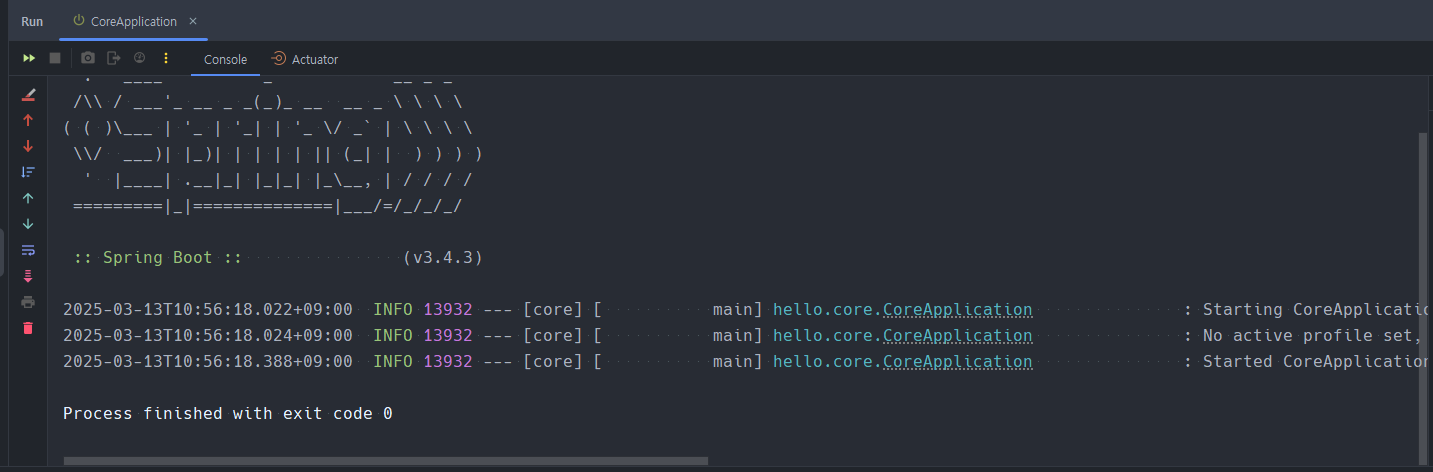 Run CoreApplication ×
Console Actuator
 .   ____          _            __ _ _
 /\\ / ___'_ __ _ _(_)_ __  __ _ \ \ \ \
( ( )\___ | '_ | '_| | '_ \/ _` | \ \ \ \
 \\/  ___)| |_)| | | | | || (_| |  ) ) ) )
  '  |____| .__|_| |_|_| |_\__, | / / / /
 =========|_|==============|___/=/_/_/_/
 :: Spring Boot ::                (v3.4.3)
2025-03-13T10:56:18.022+09:00  INFO 13932 --- [core] [           main] hello.core.CoreApplication               : Starting CoreApplicatio
2025-03-13T10:56:18.024+09:00  INFO 13932 --- [core] [           main] hello.core.CoreApplication               : No active profile set,
2025-03-13T10:56:18.388+09:00  INFO 13932 --- [core] [           main] hello.core.CoreApplication               : Started CoreApplication
Process finished with exit code 0